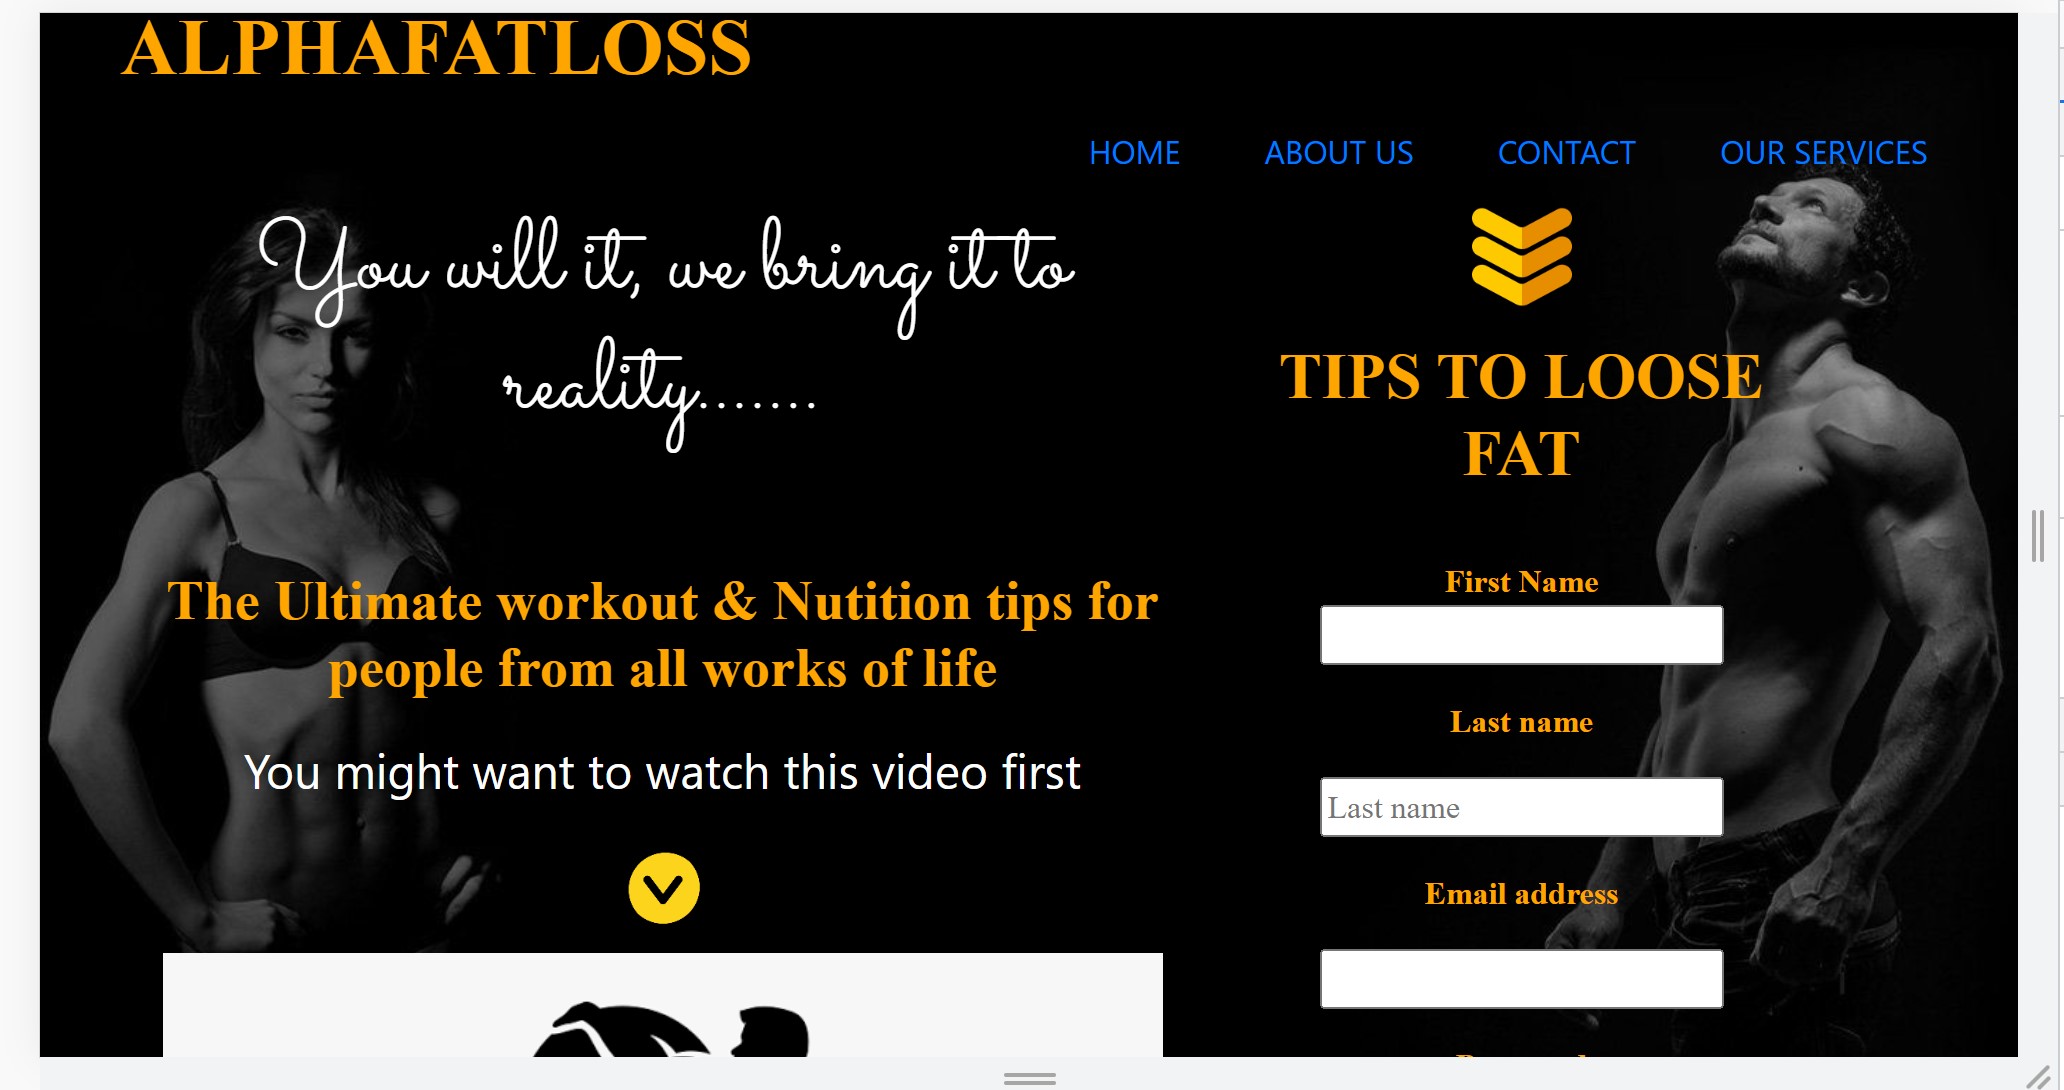 ALPHAFATLOSS
HOME ABOUT US CONTACT OUR SERVICES
You will it, we bring it to
reality.......
The Ultimate workout & Nutition tips for
people from all works of life
You might want to watch this video first
TIPS TO LOOSE
FAT
First Name
Last name
Last name
Email address